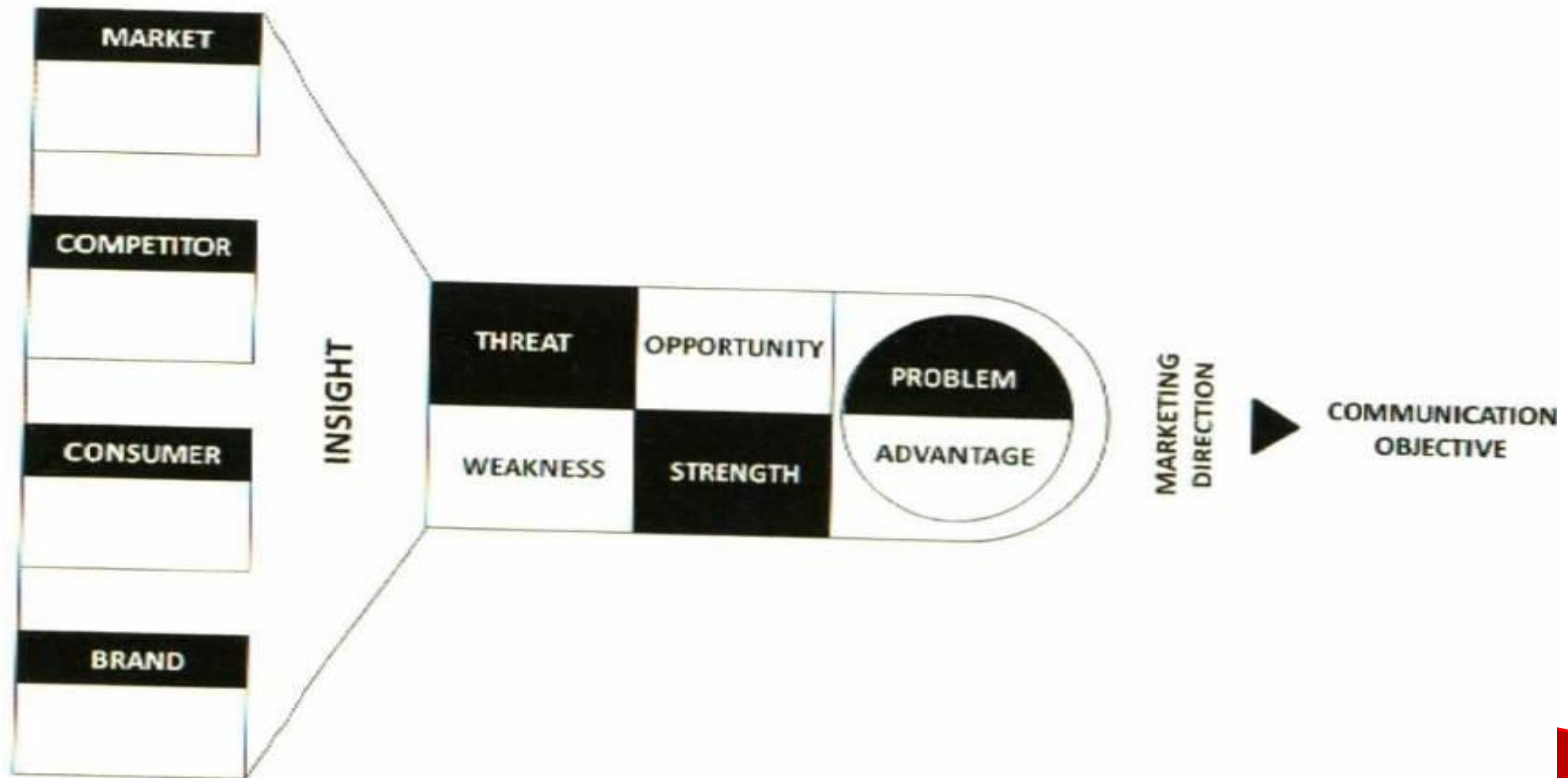 MARKET
COMPETITOR
CONSUMER
BRAND
INSIGHT
THREAT
OPPORTUNITY
WEAKNESS
STRENGTH
PROBLEM
ADVANTAGE
MARKETING
DIRECTION
COMMUNICATION
OBJECTIVE